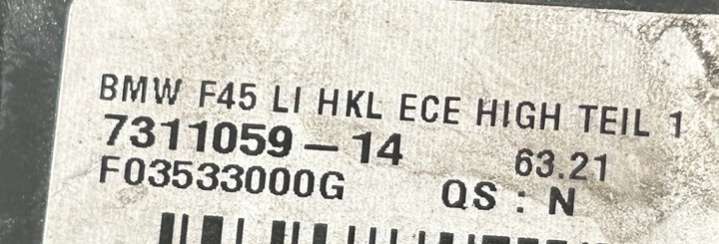 BMW F45 LI HKL ECE HIGH TEIL 1
7311059-14 63.21
F03533000G QS : N